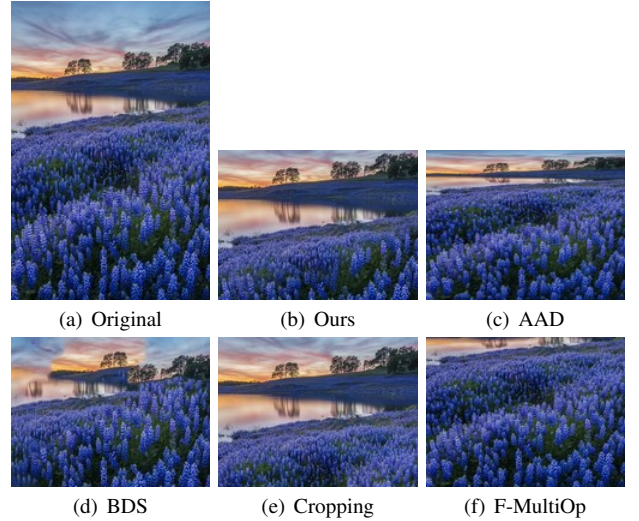 (a) Original
(b) Ours
(c) AAD
(d) BDS
(e) Cropping
(f) F-MultiOp